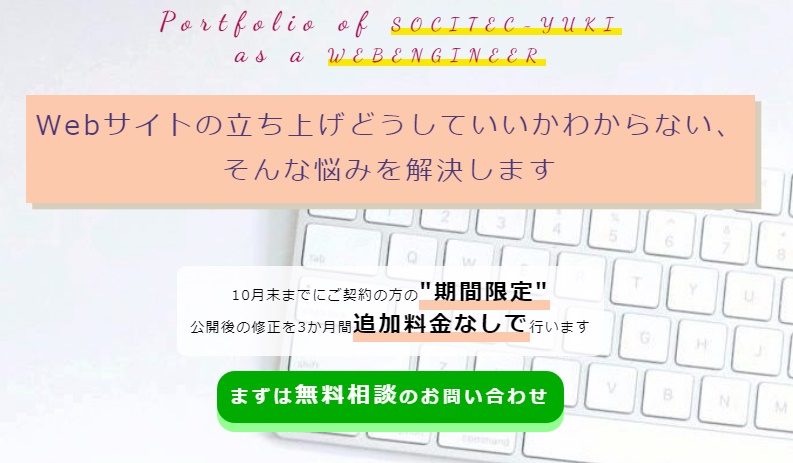 Portfolio of SOCITEC-YUKI
as a WEBENGINEER
Webサイトの立ち上げどうしていいかわからない、
そんな悩みを解決します
10月末までにご契約の方の"期間限定"
公開後の修正を3か月間追加料金なしで行います
まずは無料相談のお問い合わせ
tab
Q
W
T
Y
U
G
H
J
V
B
N
M
shift
command